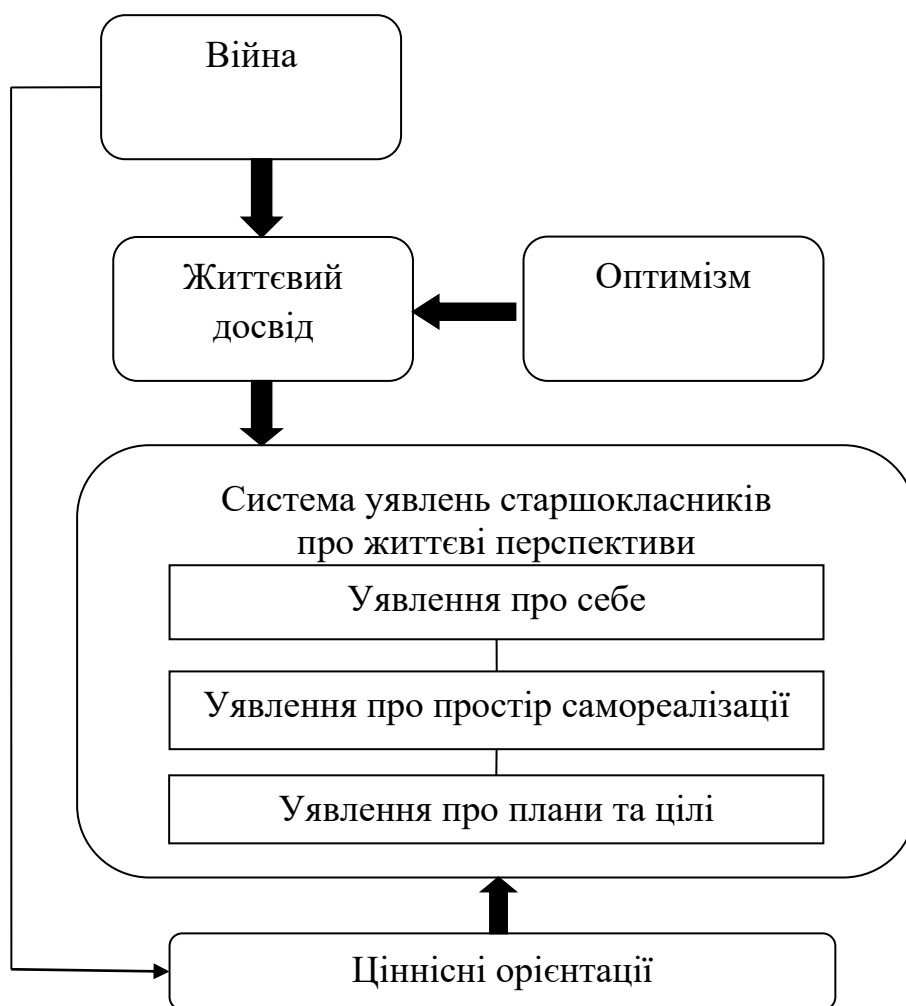 Війна
Життєвий
досвід
Оптимізм
Система уявлень старшокласників
про життєві перспективи
Уявлення про себе
Уявлення про простір самореалізації
Уявлення про плани та цілі
Ціннісні орієнтації